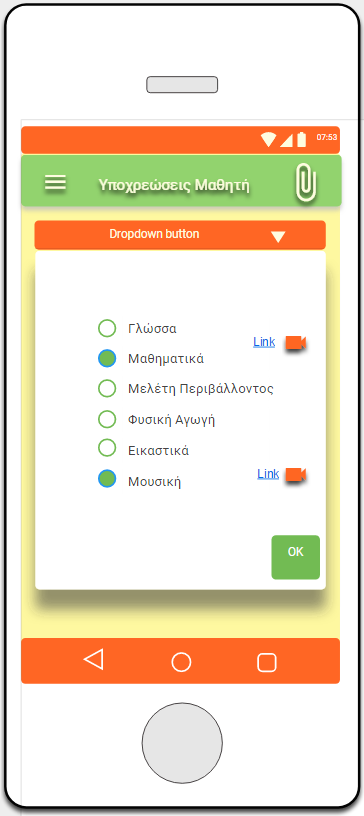 07:53
Υποχρεώσεις Μαθητή
Dropdown button
Γλώσσα
Link
Μαθηματικά
Μελέτη Περιβάλλοντος
Φυσική Αγωγή
Εικαστικά
Link
Μουσική
OK